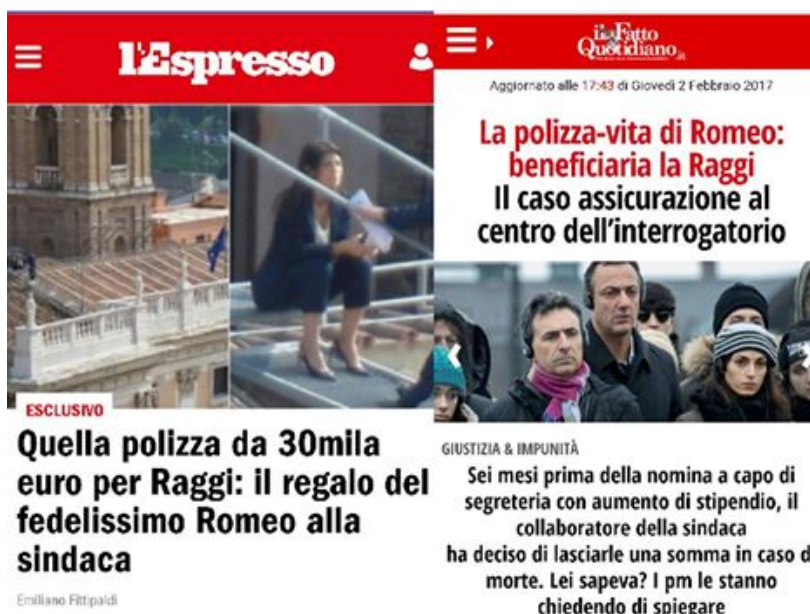 l'Espresso
ESCLUSIVO
Quella polizza da 30mila
euro per Raggi: il regalo del
fedelissimo Romeo alla
sindaca
Emiliano Fittipaldi
il Fatto
Quotidiano.it
Aggiornato alle 17:43 di Giovedì 2 Febbraio 2017
La polizza-vita di Romeo:
beneficiaria la Raggi
Il caso assicurazione al
centro dell'interrogatorio
GIUSTIZIA & IMPUNITÀ
Sei mesi prima della nomina a capo di
segreteria con aumento di stipendio, il
collaboratore della sindaca
ha deciso di lasciarle una somma in caso d
morte. Lei sapeva? I pm le stanno
chiedendo di spiegare